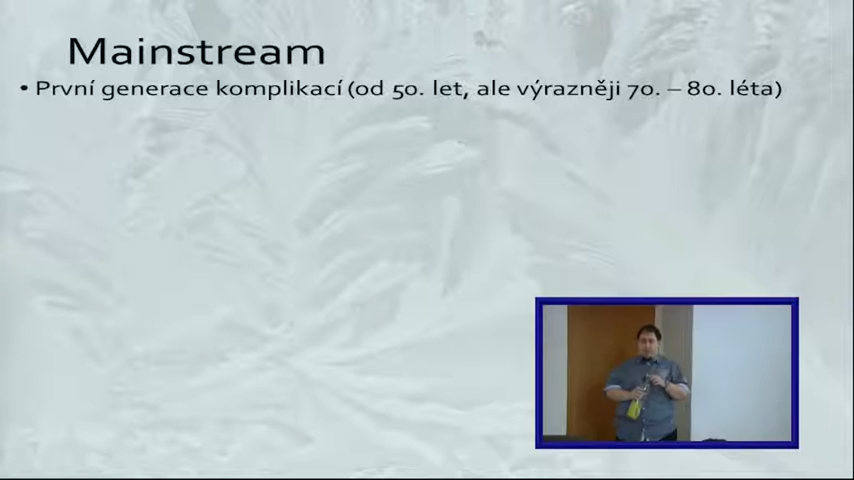 Mainstream
• První generace komplikací (od 50. let, ale výrazněji 70. – 80. léta)